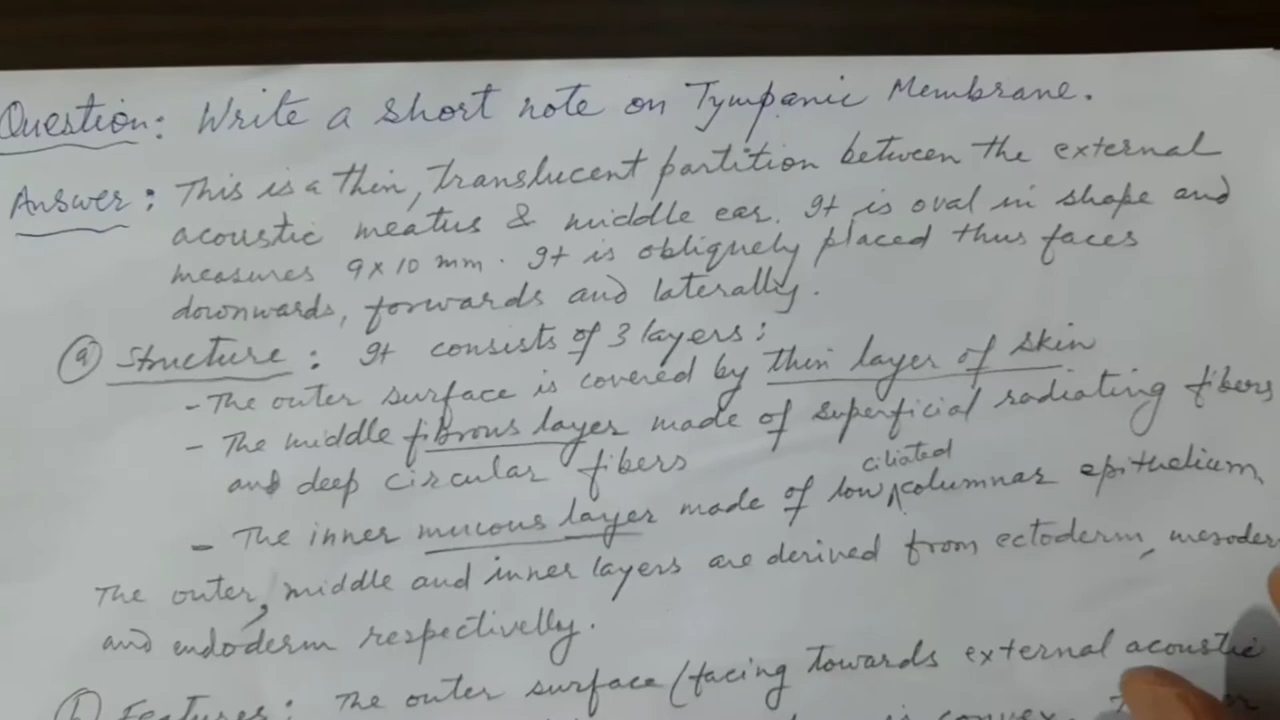 Question: Write a short note on Tympanic Membrane.
Answer: This is a thin, translucent partition between the external
acoustic meatus & middle ear. It is oval in shape and
measures 9x10 mm. It is obliquely placed thus faces
downwards, forwards and laterally.
(a) Structure: It consists of 3 layers:
- The outer surface is covered by thin layer of skin
- The middle fibrous layer made of superficial radiating fibers
and deep circular fibers
- The inner mucous layer made of low ciliated columnar epithelium
The outer, middle and inner layers are derived from ectoderm, mesoder
and endoderm respectivelly.
(b) Features: The outer surface (facing towards external acoustic
is convex.